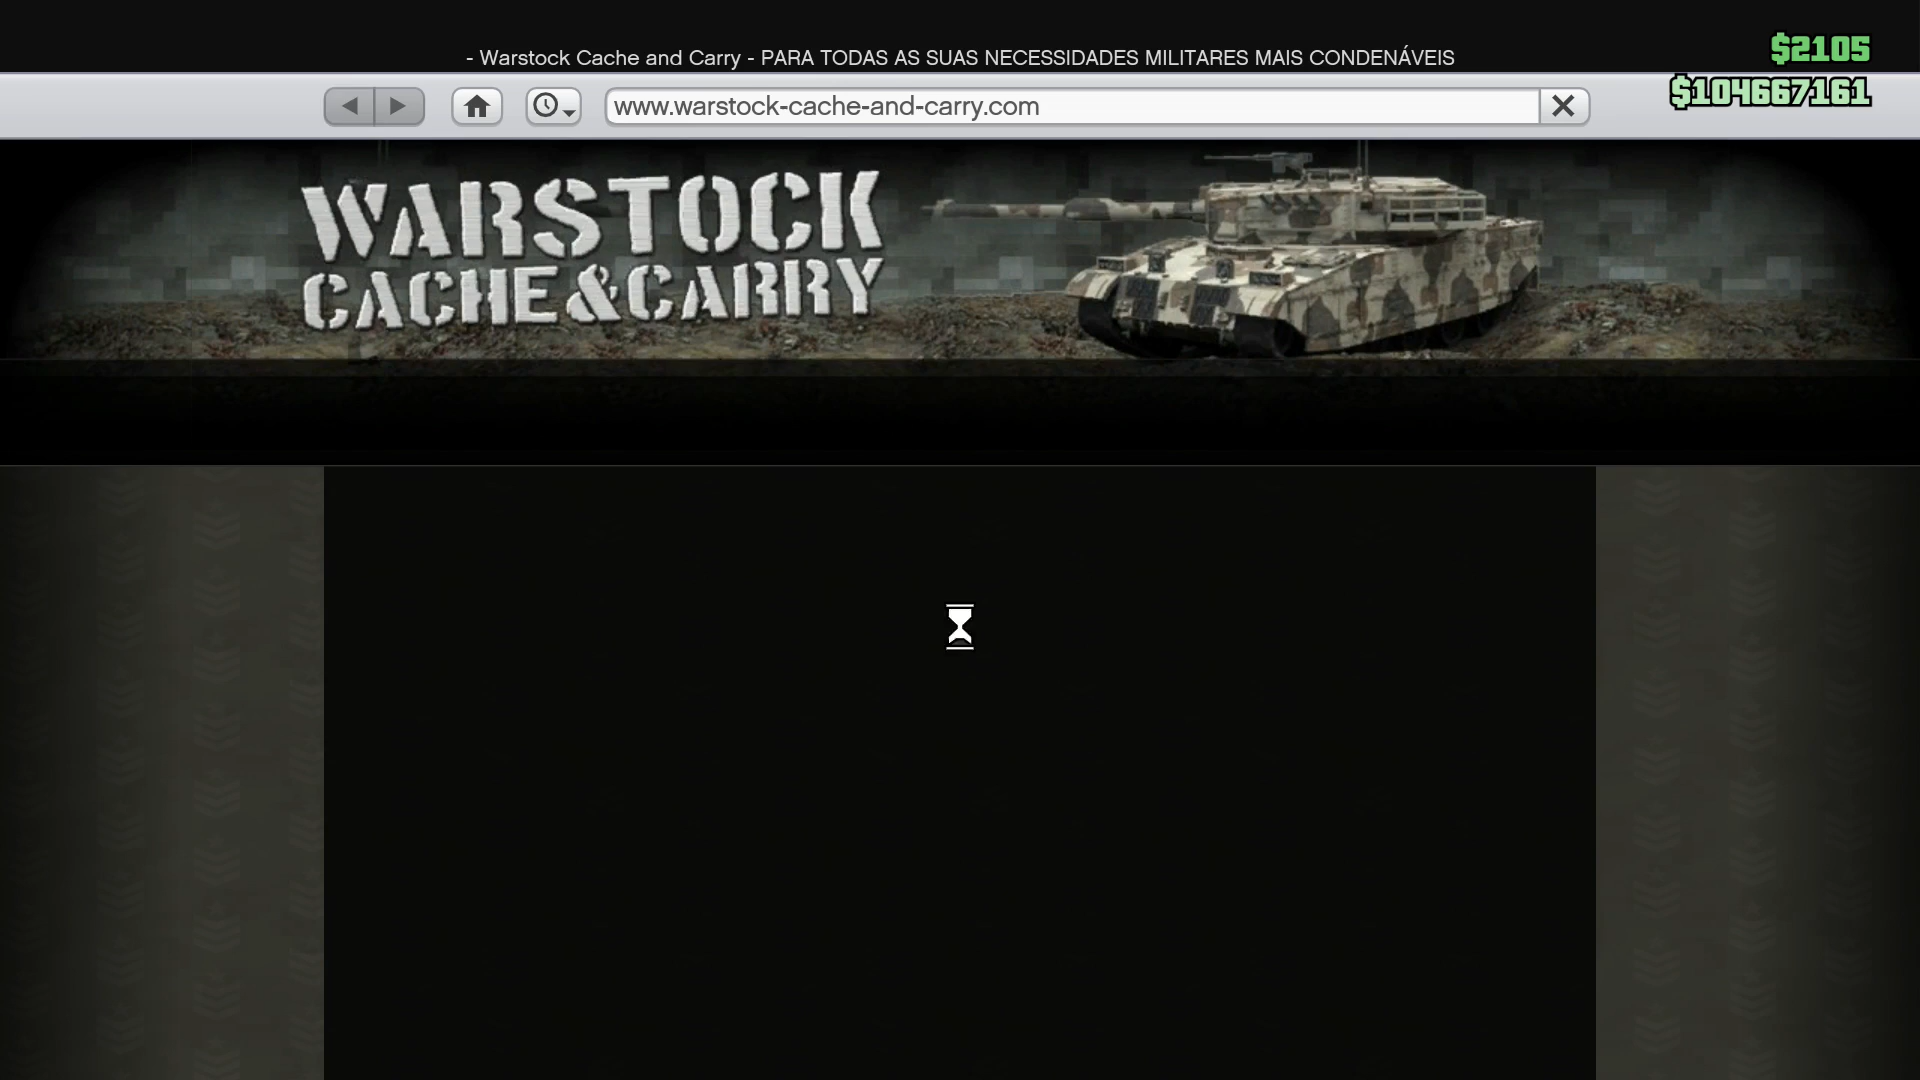 - Warstock Cache and Carry - PARA TODAS AS SUAS NECESSIDADES MILITARES MAIS CONDENÁVEIS
$2105
$104667161
www.warstock-cache-and-carry.com
WARSTOCK
CACHE & CARRY